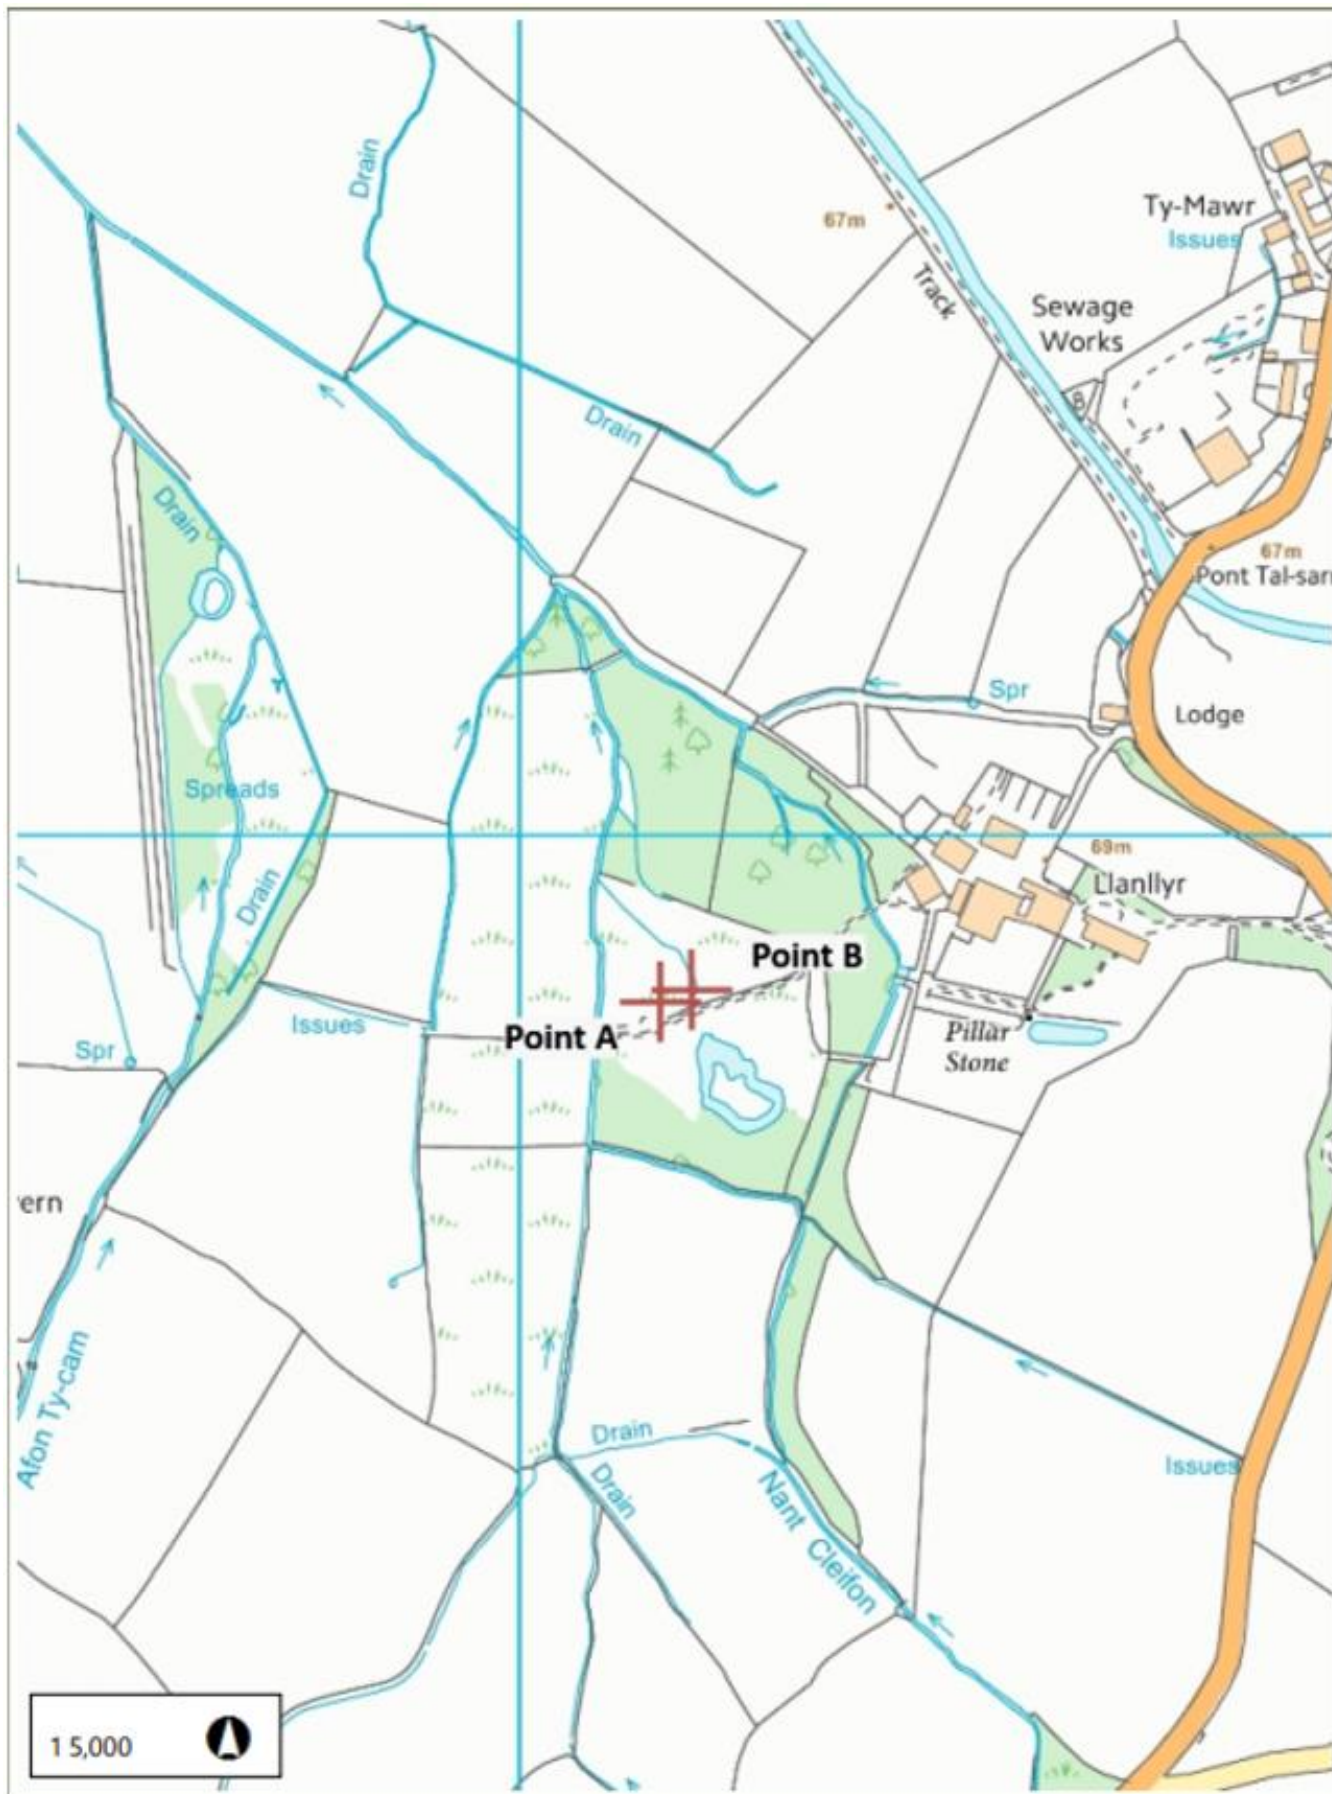 Drain
67m
Ty-Mawr
Issues
Track
Sewage
Works
Drain
Drain
67m
Pont Tal-sarn
Spr
Lodge
Spreads
69m
Llanllyr
Drain
Point B
Issues
Point A
Spr
Pillar
Stone
ern
Afon Ty-cam
Drain
Drain
Issues
Nant Cleifon
1 5,000